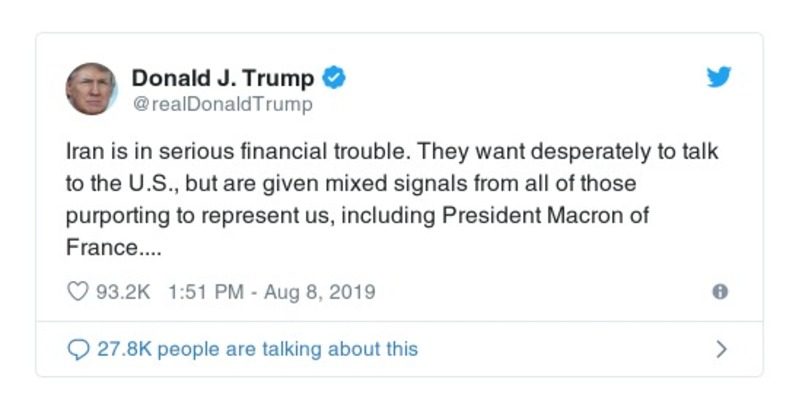 Donald J. Trump
@realDonaldTrump
Iran is in serious financial trouble. They want desperately to talk
to the U.S., but are given mixed signals from all of those
purporting to represent us, including President Macron of
France....
93.2K 1:51 PM - Aug 8, 2019
27.8K people are talking about this